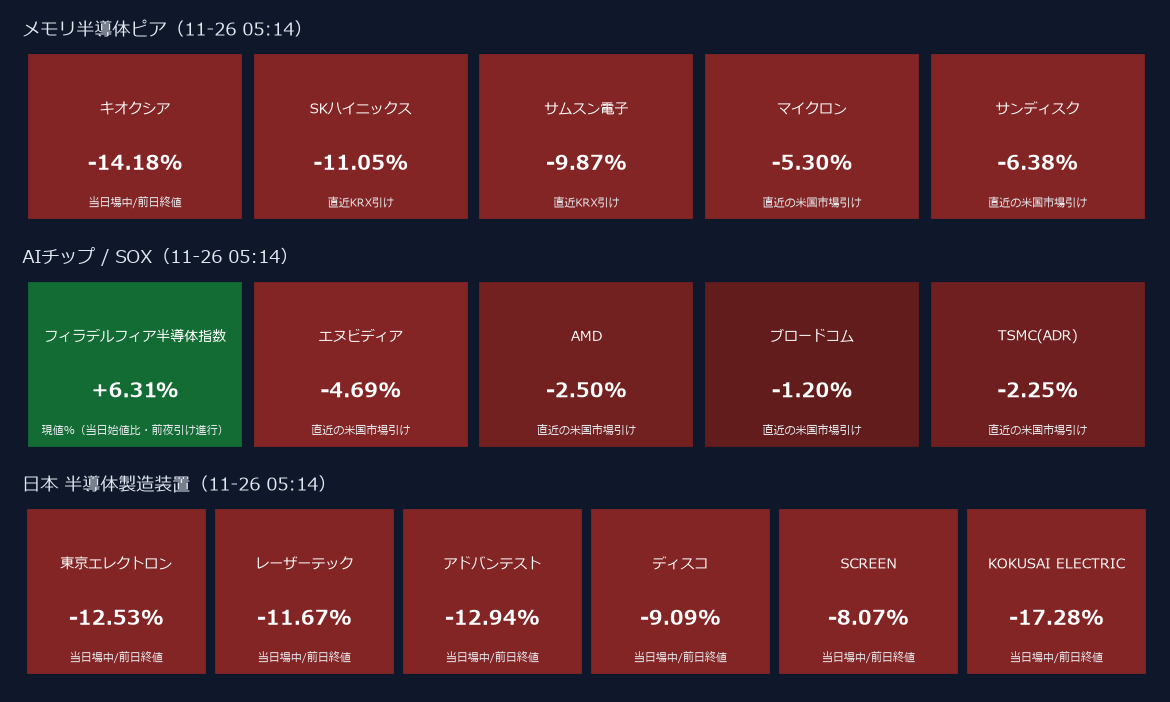 メモリ半導体ピア（11-26 05:14）
キオクシア
-14.18%
当日場中/前日終値
SKハイニックス
-11.05%
直近KRX引け
サムスン電子
-9.87%
直近KRX引け
マイクロン
-5.30%
直近の米国市場引け
サンディスク
-6.38%
直近の米国市場引け
AIチップ / SOX（11-26 05:14）
フィラデルフィア半導体指数
+6.31%
現値%（当日始値比・前夜引け進行）
エヌビディア
-4.69%
直近の米国市場引け
AMD
-2.50%
直近の米国市場引け
ブロードコム
-1.20%
直近の米国市場引け
TSMC(ADR)
-2.25%
直近の米国市場引け
日本 半導体製造装置（11-26 05:14）
東京エレクトロン
-12.53%
当日場中/前日終値
レーザーテック
-11.67%
当日場中/前日終値
アドバンテスト
-12.94%
当日場中/前日終値
ディスコ
-9.09%
当日場中/前日終値
SCREEN
-8.07%
当日場中/前日終値
KOKUSAI ELECTRIC
-17.28%
当日場中/前日終値